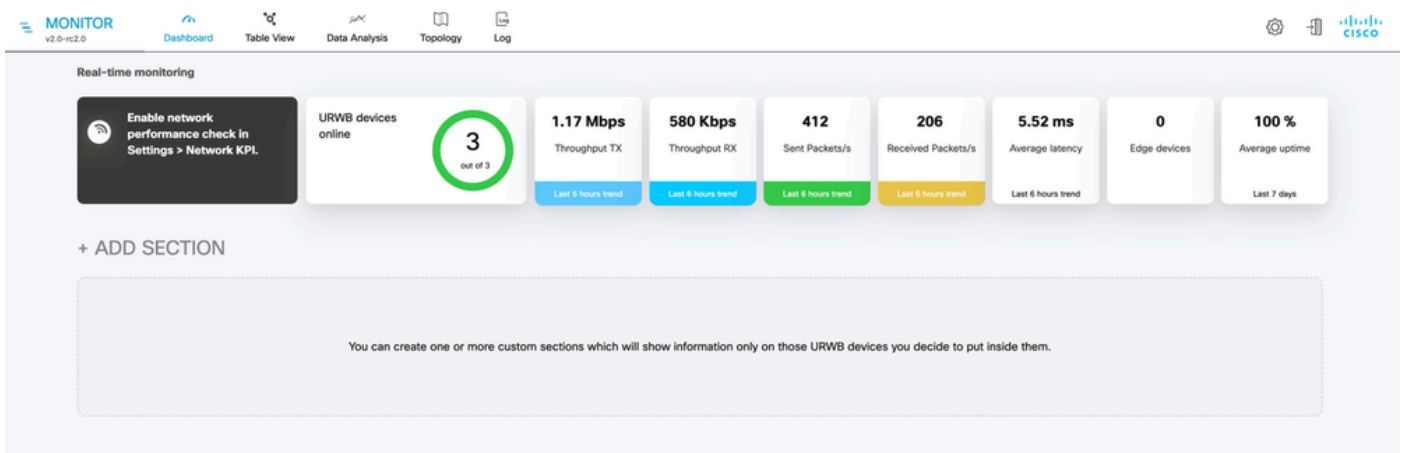 MONITOR
v2.0-rc2.0
Dashboard
Table View
Data Analysis
Topology
Log
Log
CISCO
Real-time monitoring
Enable network
performance check in
Settings > Network KPI.
URWB devices
online
3
out of 3
1.17 Mbps
Throughput TX
Last 6 hours trend
580 Kbps
Throughput RX
Last 6 hours trend
412
Sent Packets/s
Last 6 hours trend
206
Received Packets/s
Last 6 hours trend
5.52 ms
Average latency
Last 6 hours trend
0
Edge devices
100 %
Average uptime
Last 7 days
+ ADD SECTION
You can create one or more custom sections which will show information only on those URWB devices you decide to put inside them.